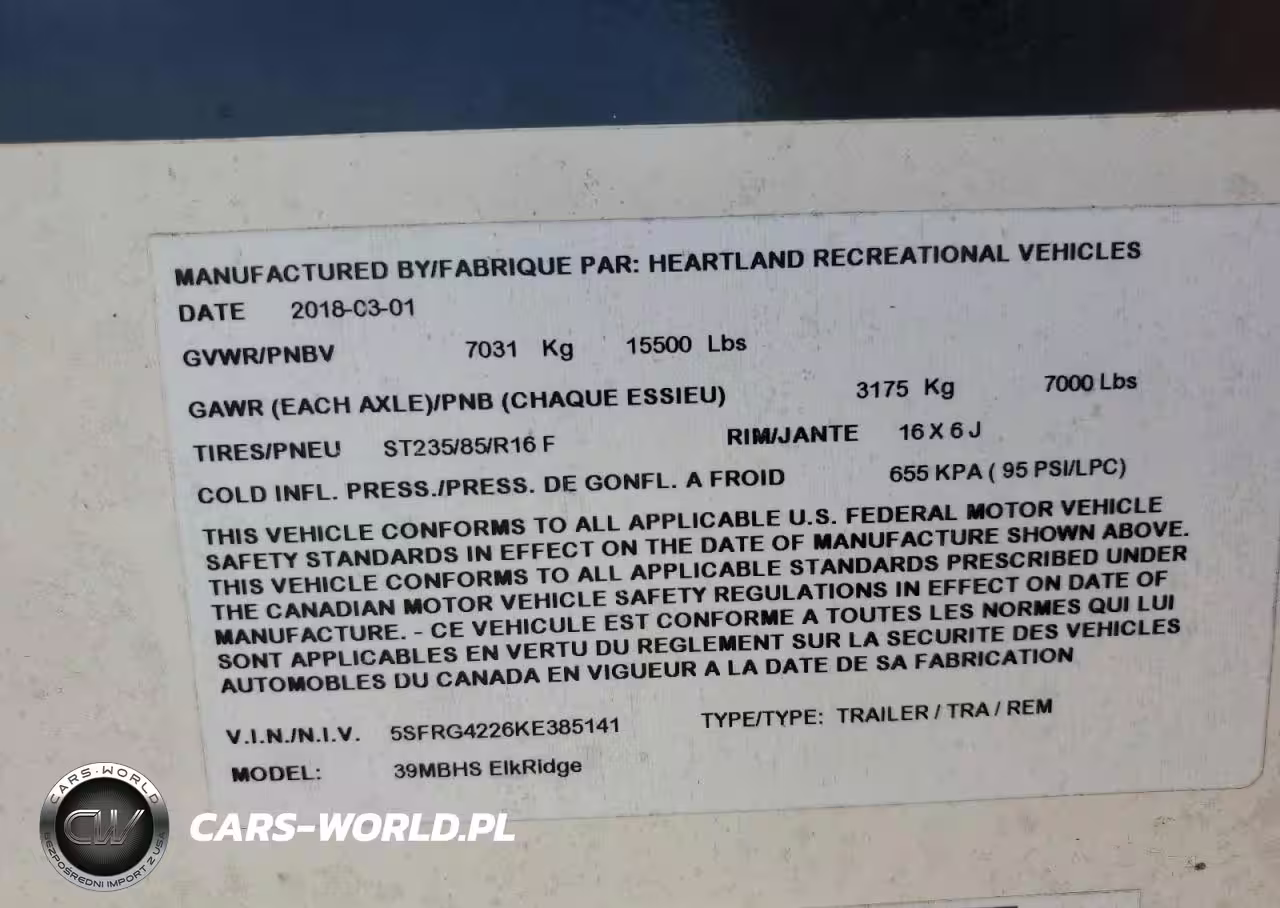 MANUFACTURED BY/FABRIQUE PAR: HEARTLAND RECREATIONAL VEHICLES
DATE 2018-03-01
GVWR/PNBV 7031 Kg 15500 Lbs
GAWR (EACH AXLE)/PNB (CHAQUE ESSIEU) 3175 Kg 7000 Lbs
TIRES/PNEU ST235/85/R16 F RIM/JANTE 16 X 6 J
COLD INFL. PRESS./PRESS. DE GONFL. A FROID 655 KPA ( 95 PSI/LPC)
THIS VEHICLE CONFORMS TO ALL APPLICABLE U.S. FEDERAL MOTOR VEHICLE
SAFETY STANDARDS IN EFFECT ON THE DATE OF MANUFACTURE SHOWN ABOVE.
THIS VEHICLE CONFORMS TO ALL APPLICABLE STANDARDS PRESCRIBED UNDER
THE CANADIAN MOTOR VEHICLE SAFETY REGULATIONS IN EFFECT ON DATE OF
MANUFACTURE. - CE VEHICULE EST CONFORME A TOUTES LES NORMES QUI LUI
SONT APPLICABLES EN VERTU DU REGLEMENT SUR LA SECURITE DES VEHICLES
AUTOMOBLES DU CANADA EN VIGUEUR A LA DATE DE SA FABRICATION
V.I.N./N.I.V. 5SFRG4226KE385141 TYPE/TYPE: TRAILER / TRA / REM
MODEL: 39MBHS ElkRidge
CARS-WORLD
CW
BEZPOŚREDNI IMPORT Z USA
CARS-WORLD.PL